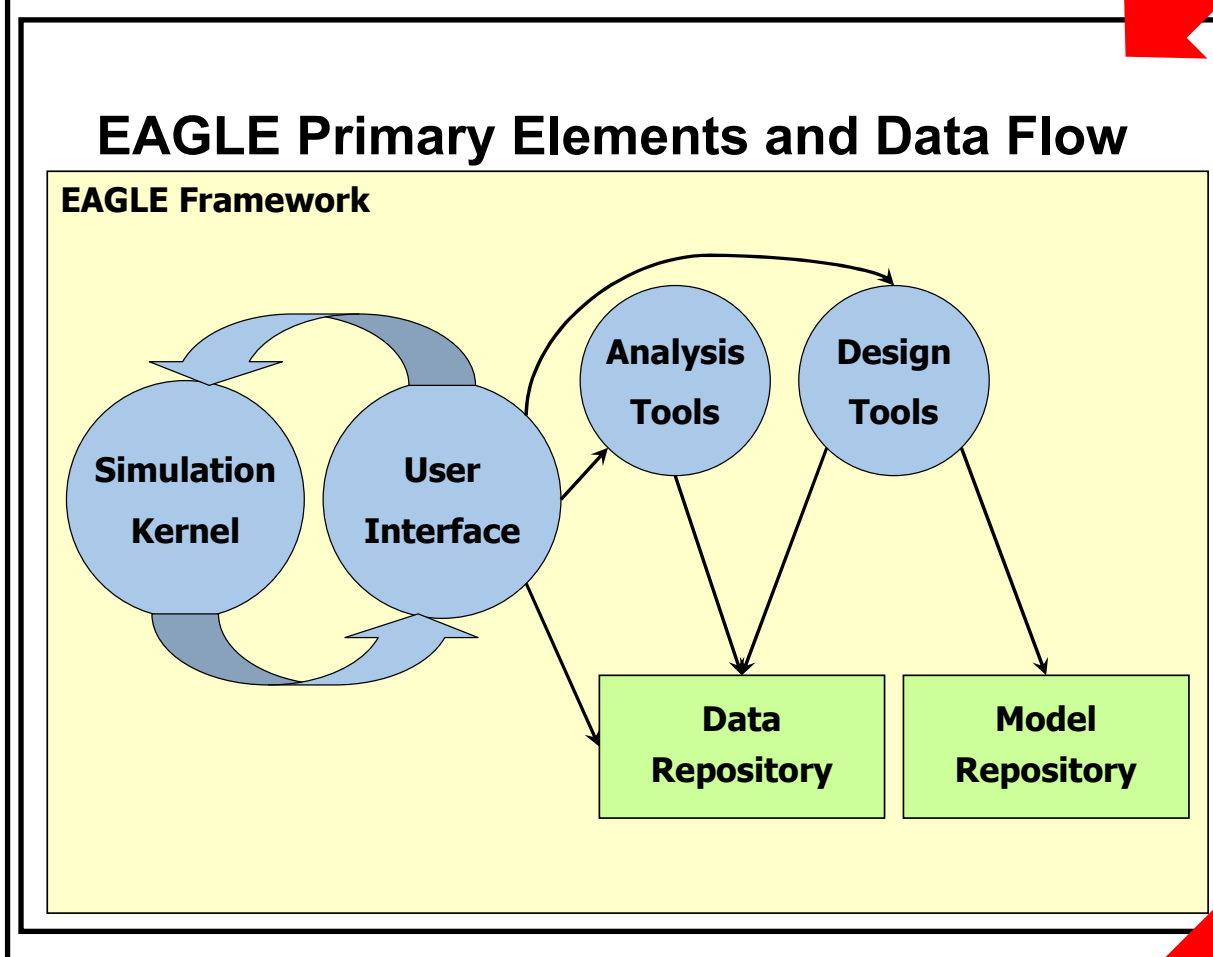 EAGLE Primary Elements and Data Flow
EAGLE Framework
Simulation
Kernel
User
Interface
Analysis
Tools
Design
Tools
Data
Repository
Model
Repository